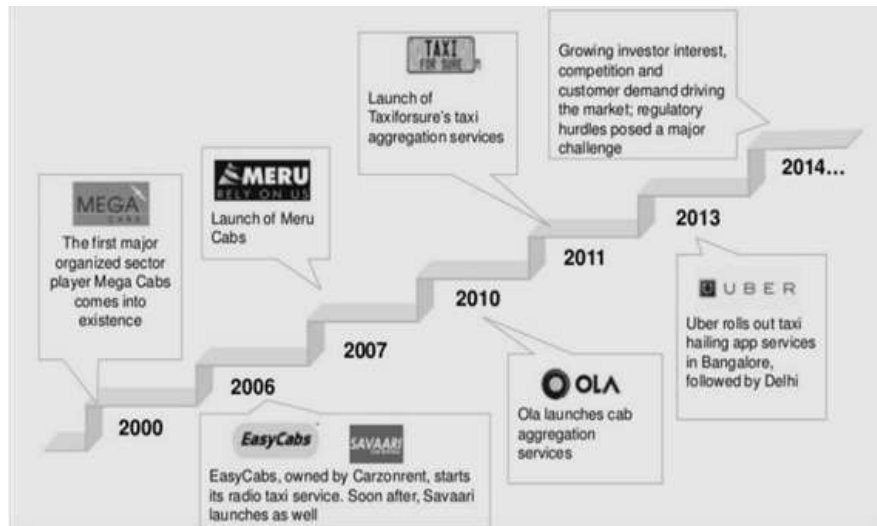 MEGA
CABS
The first major
organized sector
player Mega Cabs
comes into
existence
2000
EasyCabs
SAVAARI
EasyCabs, owned by Carzonrent, starts
its radio taxi service. Soon after, Savaari
launches as well
2006
MERU
RELY ON US
Launch of Meru
Cabs
2007
OLA
Ola launches cab
aggregation
services
2010
TAXI
FOR SURE
Launch of
Taxiforsure's taxi
aggregation services
2011
UBER
Uber rolls out taxi
hailing app services
in Bangalore,
followed by Delhi
2013
Growing investor interest,
competition and
customer demand driving
the market; regulatory
hurdles posed a major
challenge
2014...